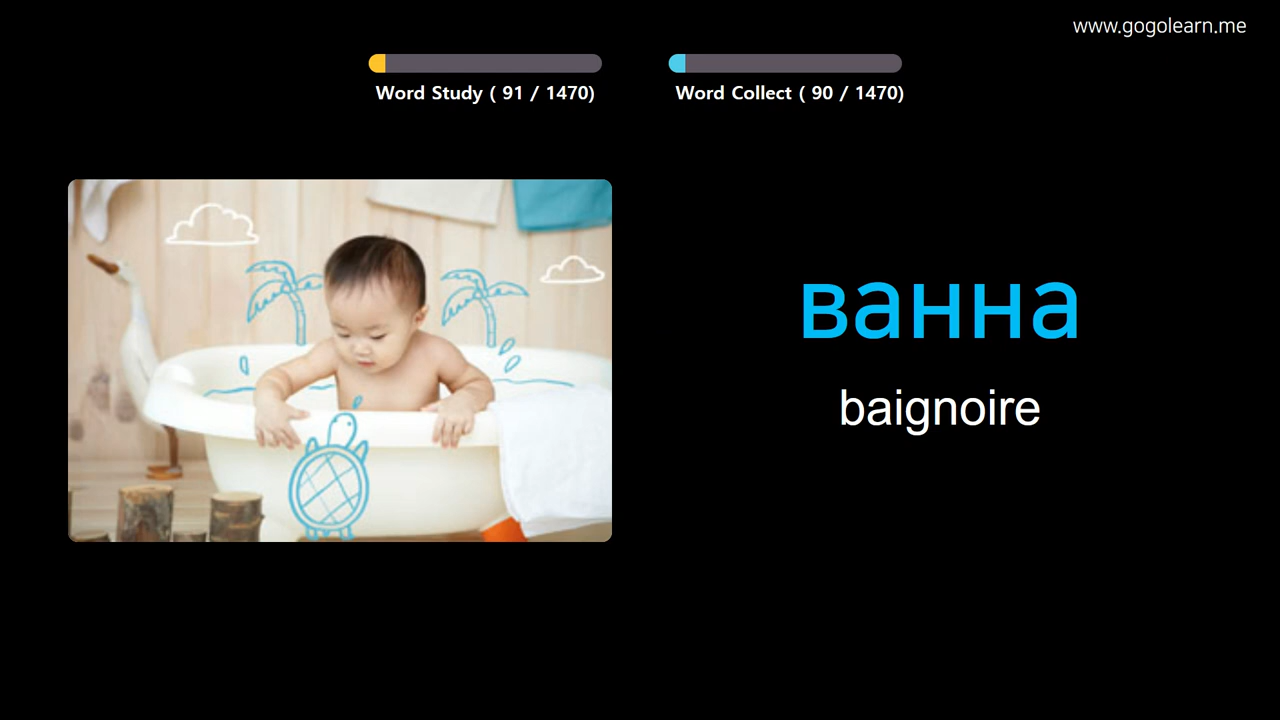 www.gogolearn.me
Word Study ( 91 / 1470)
Word Collect ( 90 / 1470)
ванна
baignoire